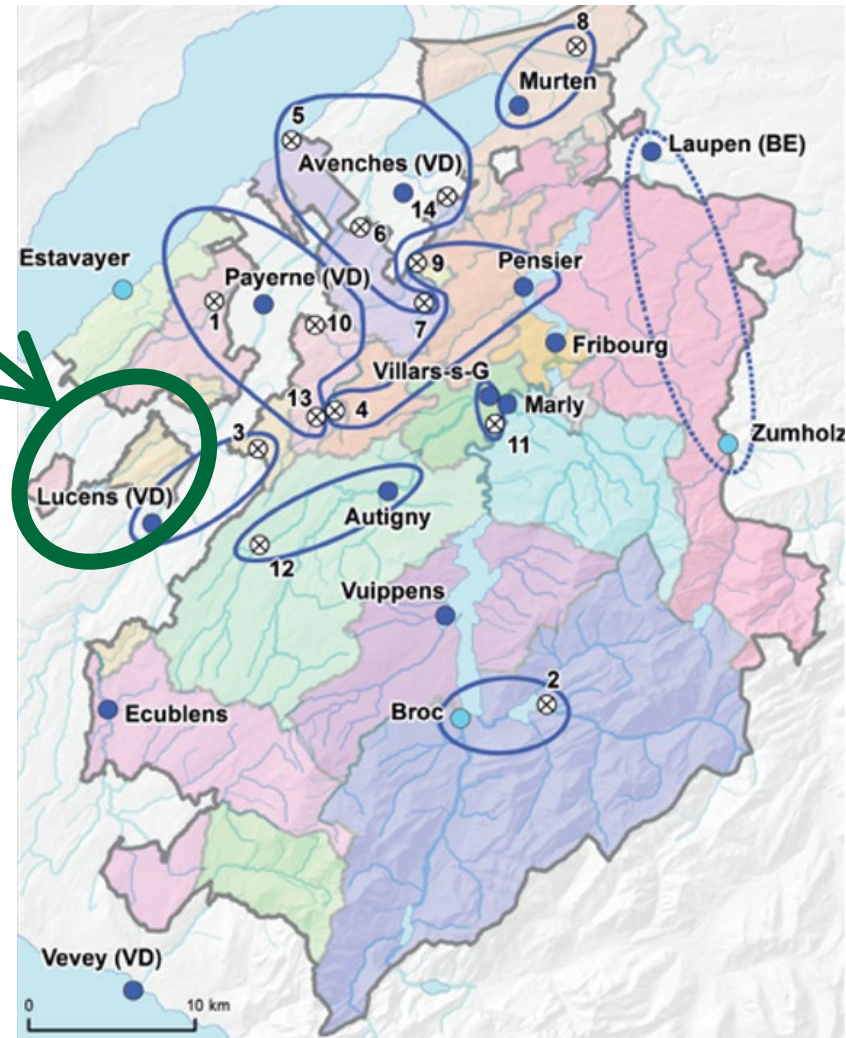 8
Murten
5
Laupen (BE)
Avenches (VD)
14
6
Estavayer
9
Pensier
Payerne (VD)
1
10
7
Fribourg
Villars-s-G
13
4
Marly
3
11
Zumholz
Lucens (VD)
Autigny
12
Vuippens
2
Ecublens
Broc
Vevey (VD)
0
10 km